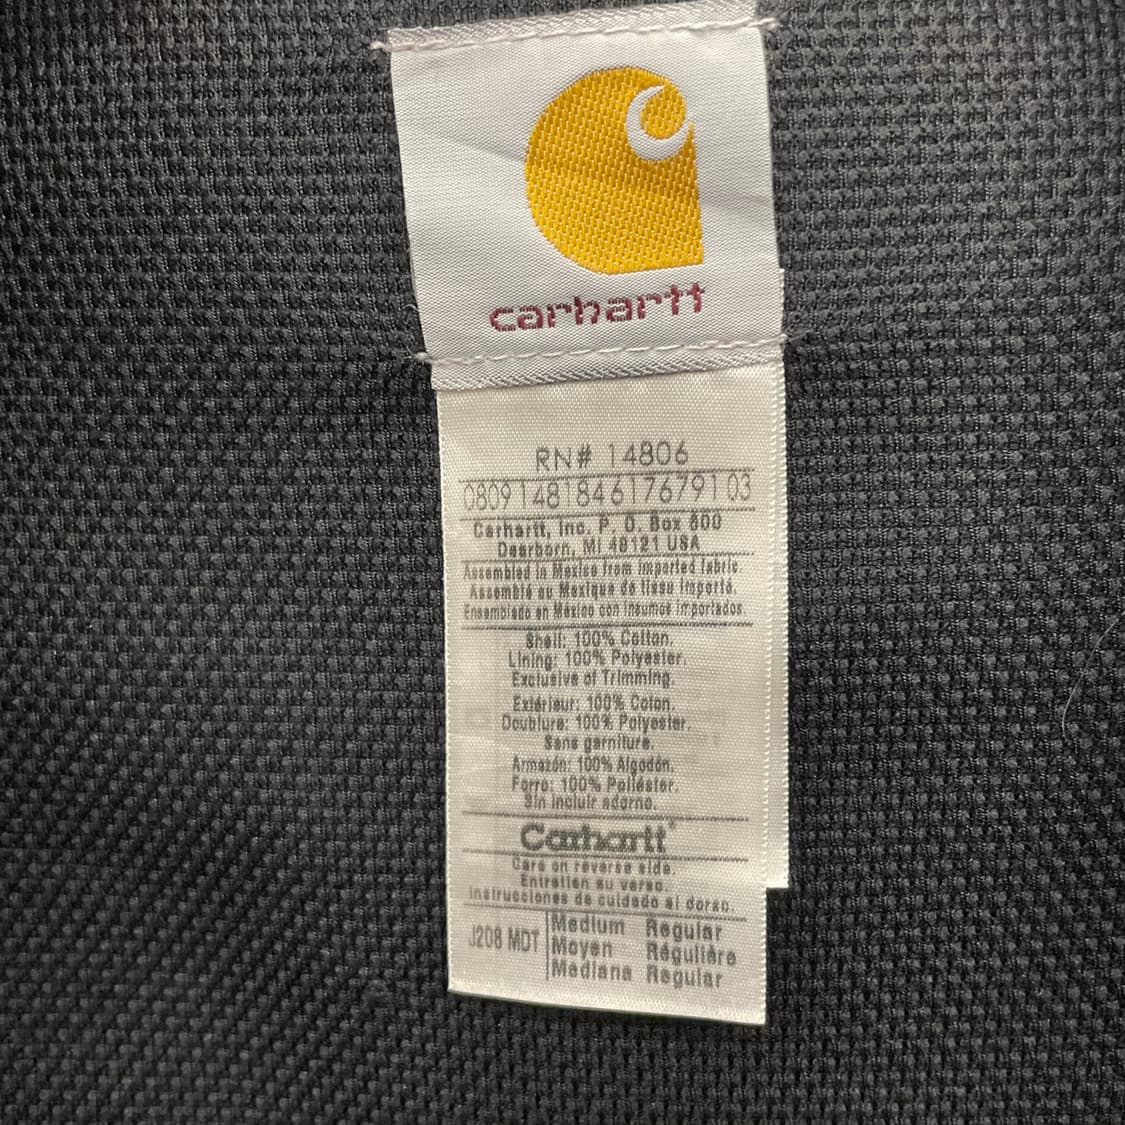 carhartt
RN# 14806
0809 1481846176791 03
Carhartt, Inc. P. O. Box 600
Dearborn, MI 48121 USA
Assembled in Mexico from imported fabric.
Assemblé au Mexique de tissu importé.
Ensamblado en México con insumos importados.
Shell: 100% Cotton.
Lining: 100% Polyester.
Exclusive of Trimming.
Extérieur: 100% Coton.
Doublure: 100% Polyester.
Sans garniture.
Armazón: 100% Algodón.
Forro: 100% Poliéster.
Sin incluir adorno.
Carhartt®
Care on reverse side.
Entretien au verso.
Instrucciones de cuidado al dorso.
J208 MDT Medium Regular
Moyen Régulière
Mediana Regular